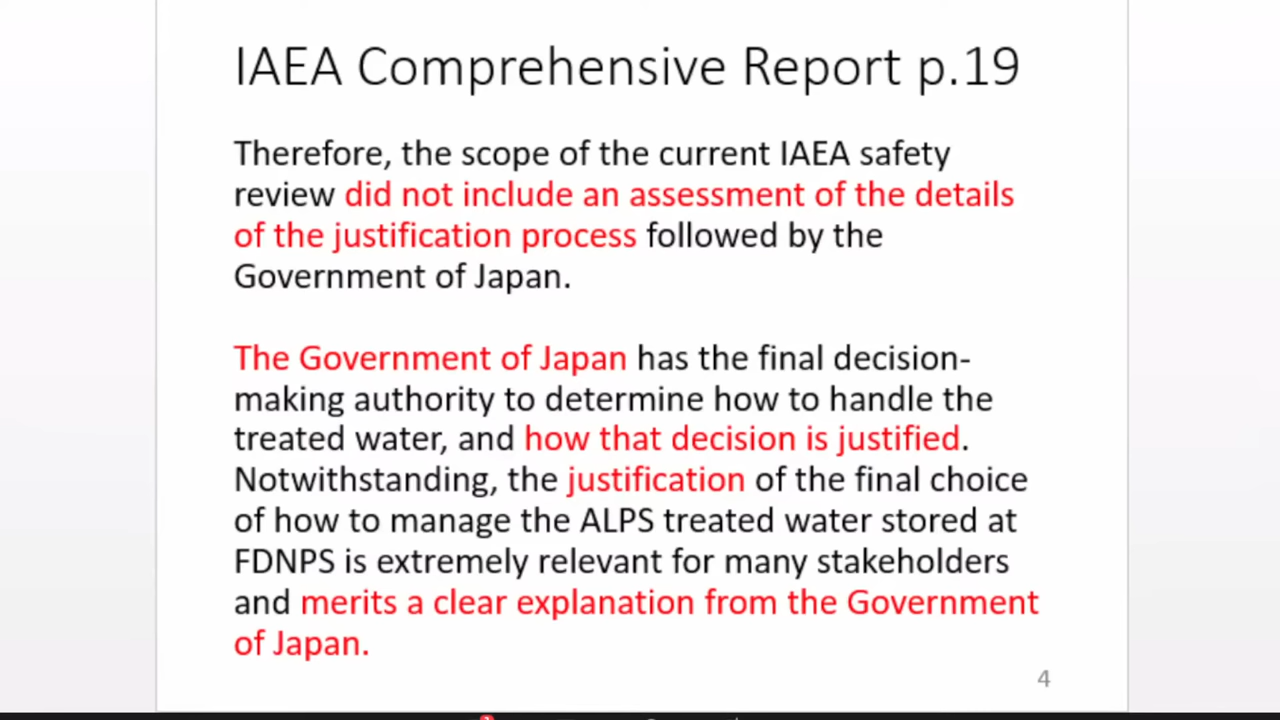 IAEA Comprehensive Report p.19
Therefore, the scope of the current IAEA safety
review did not include an assessment of the details
of the justification process followed by the
Government of Japan.
The Government of Japan has the final decision-
making authority to determine how to handle the
treated water, and how that decision is justified.
Notwithstanding, the justification of the final choice
of how to manage the ALPS treated water stored at
FDNPS is extremely relevant for many stakeholders
and merits a clear explanation from the Government
of Japan.
4